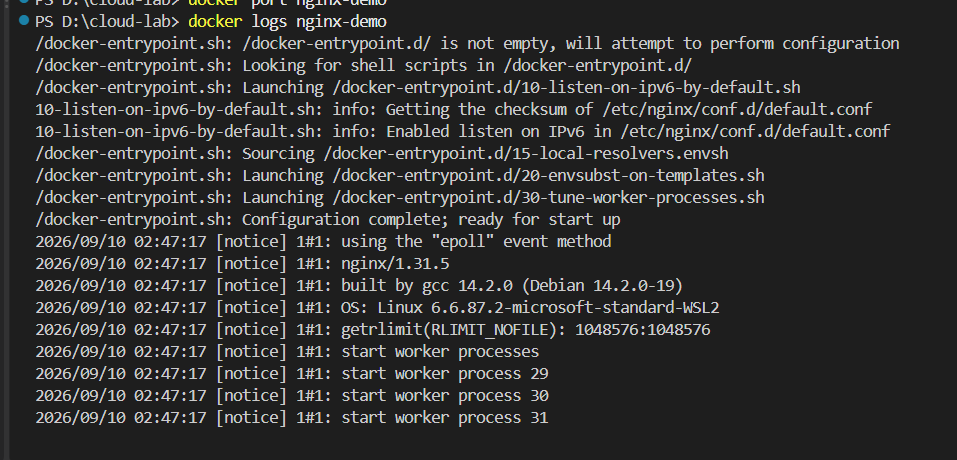 PS D:\cloud-lab> docker port nginx-demo
PS D:\cloud-lab> docker logs nginx-demo
/docker-entrypoint.sh: /docker-entrypoint.d/ is not empty, will attempt to perform configuration
/docker-entrypoint.sh: Looking for shell scripts in /docker-entrypoint.d/
/docker-entrypoint.sh: Launching /docker-entrypoint.d/10-listen-on-ipv6-by-default.sh
10-listen-on-ipv6-by-default.sh: info: Getting the checksum of /etc/nginx/conf.d/default.conf
10-listen-on-ipv6-by-default.sh: info: Enabled listen on IPv6 in /etc/nginx/conf.d/default.conf
/docker-entrypoint.sh: Sourcing /docker-entrypoint.d/15-local-resolvers.envsh
/docker-entrypoint.sh: Launching /docker-entrypoint.d/20-envsubst-on-templates.sh
/docker-entrypoint.sh: Launching /docker-entrypoint.d/30-tune-worker-processes.sh
/docker-entrypoint.sh: Configuration complete; ready for start up
2026/09/10 02:47:17 [notice] 1#1: using the "epoll" event method
2026/09/10 02:47:17 [notice] 1#1: nginx/1.31.5
2026/09/10 02:47:17 [notice] 1#1: built by gcc 14.2.0 (Debian 14.2.0-19)
2026/09/10 02:47:17 [notice] 1#1: OS: Linux 6.6.87.2-microsoft-standard-WSL2
2026/09/10 02:47:17 [notice] 1#1: getrlimit(RLIMIT_NOFILE): 1048576:1048576
2026/09/10 02:47:17 [notice] 1#1: start worker processes
2026/09/10 02:47:17 [notice] 1#1: start worker process 29
2026/09/10 02:47:17 [notice] 1#1: start worker process 30
2026/09/10 02:47:17 [notice] 1#1: start worker process 31